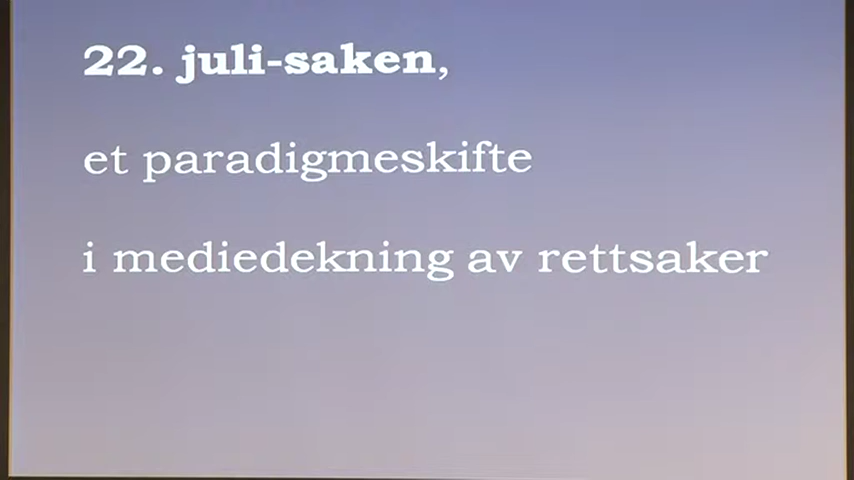 22. juli-saken,
et paradigmeskifte
i mediedekning av rettsaker